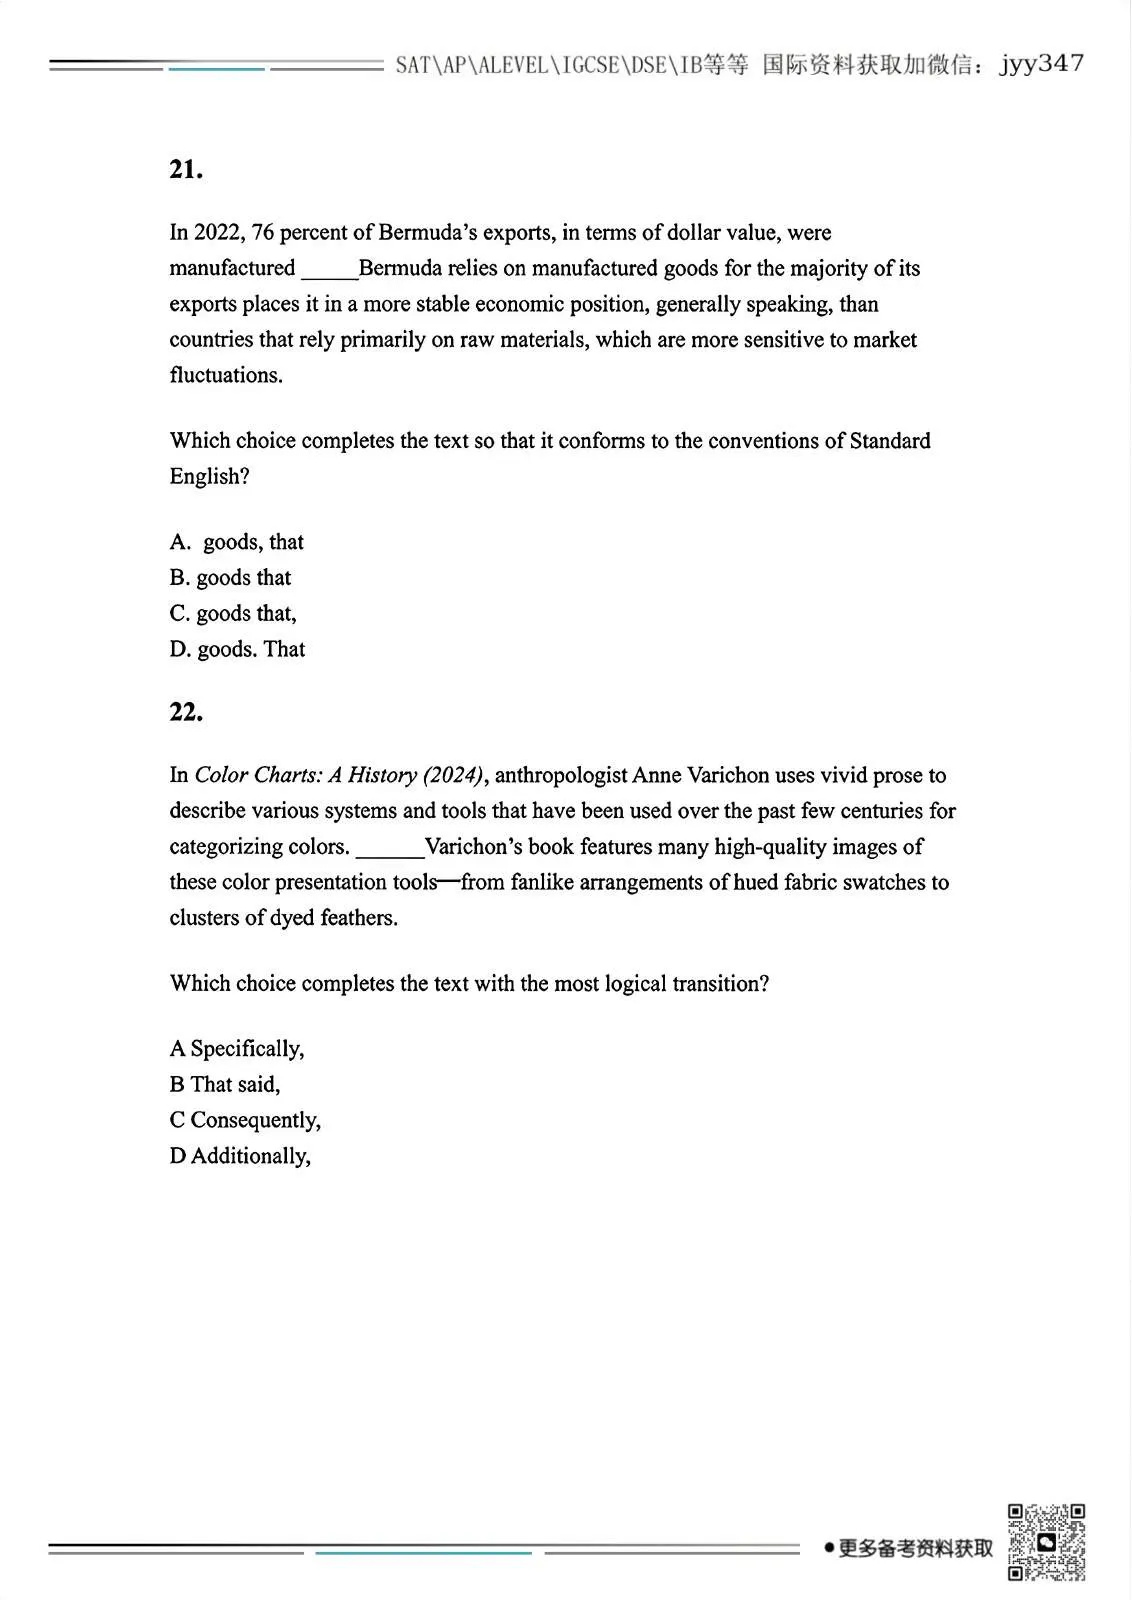 SAT\AP\ALEVEL\IGCSE\DSE\IB等等 国际资料获取加微信：jyy347
21.
In 2022, 76 percent of Bermuda’s exports, in terms of dollar value, were
manufactured _____Bermuda relies on manufactured goods for the majority of its
exports places it in a more stable economic position, generally speaking, than
countries that rely primarily on raw materials, which are more sensitive to market
fluctuations.
Which choice completes the text so that it conforms to the conventions of Standard
English?
A. goods, that
B. goods that
C. goods that,
D. goods. That
22.
In Color Charts: A History (2024), anthropologist Anne Varichon uses vivid prose to
describe various systems and tools that have been used over the past few centuries for
categorizing colors. ______Varichon’s book features many high-quality images of
these color presentation tools—from fanlike arrangements of hued fabric swatches to
clusters of dyed feathers.
Which choice completes the text with the most logical transition?
A Specifically,
B That said,
C Consequently,
D Additionally,
●更多备考资料获取